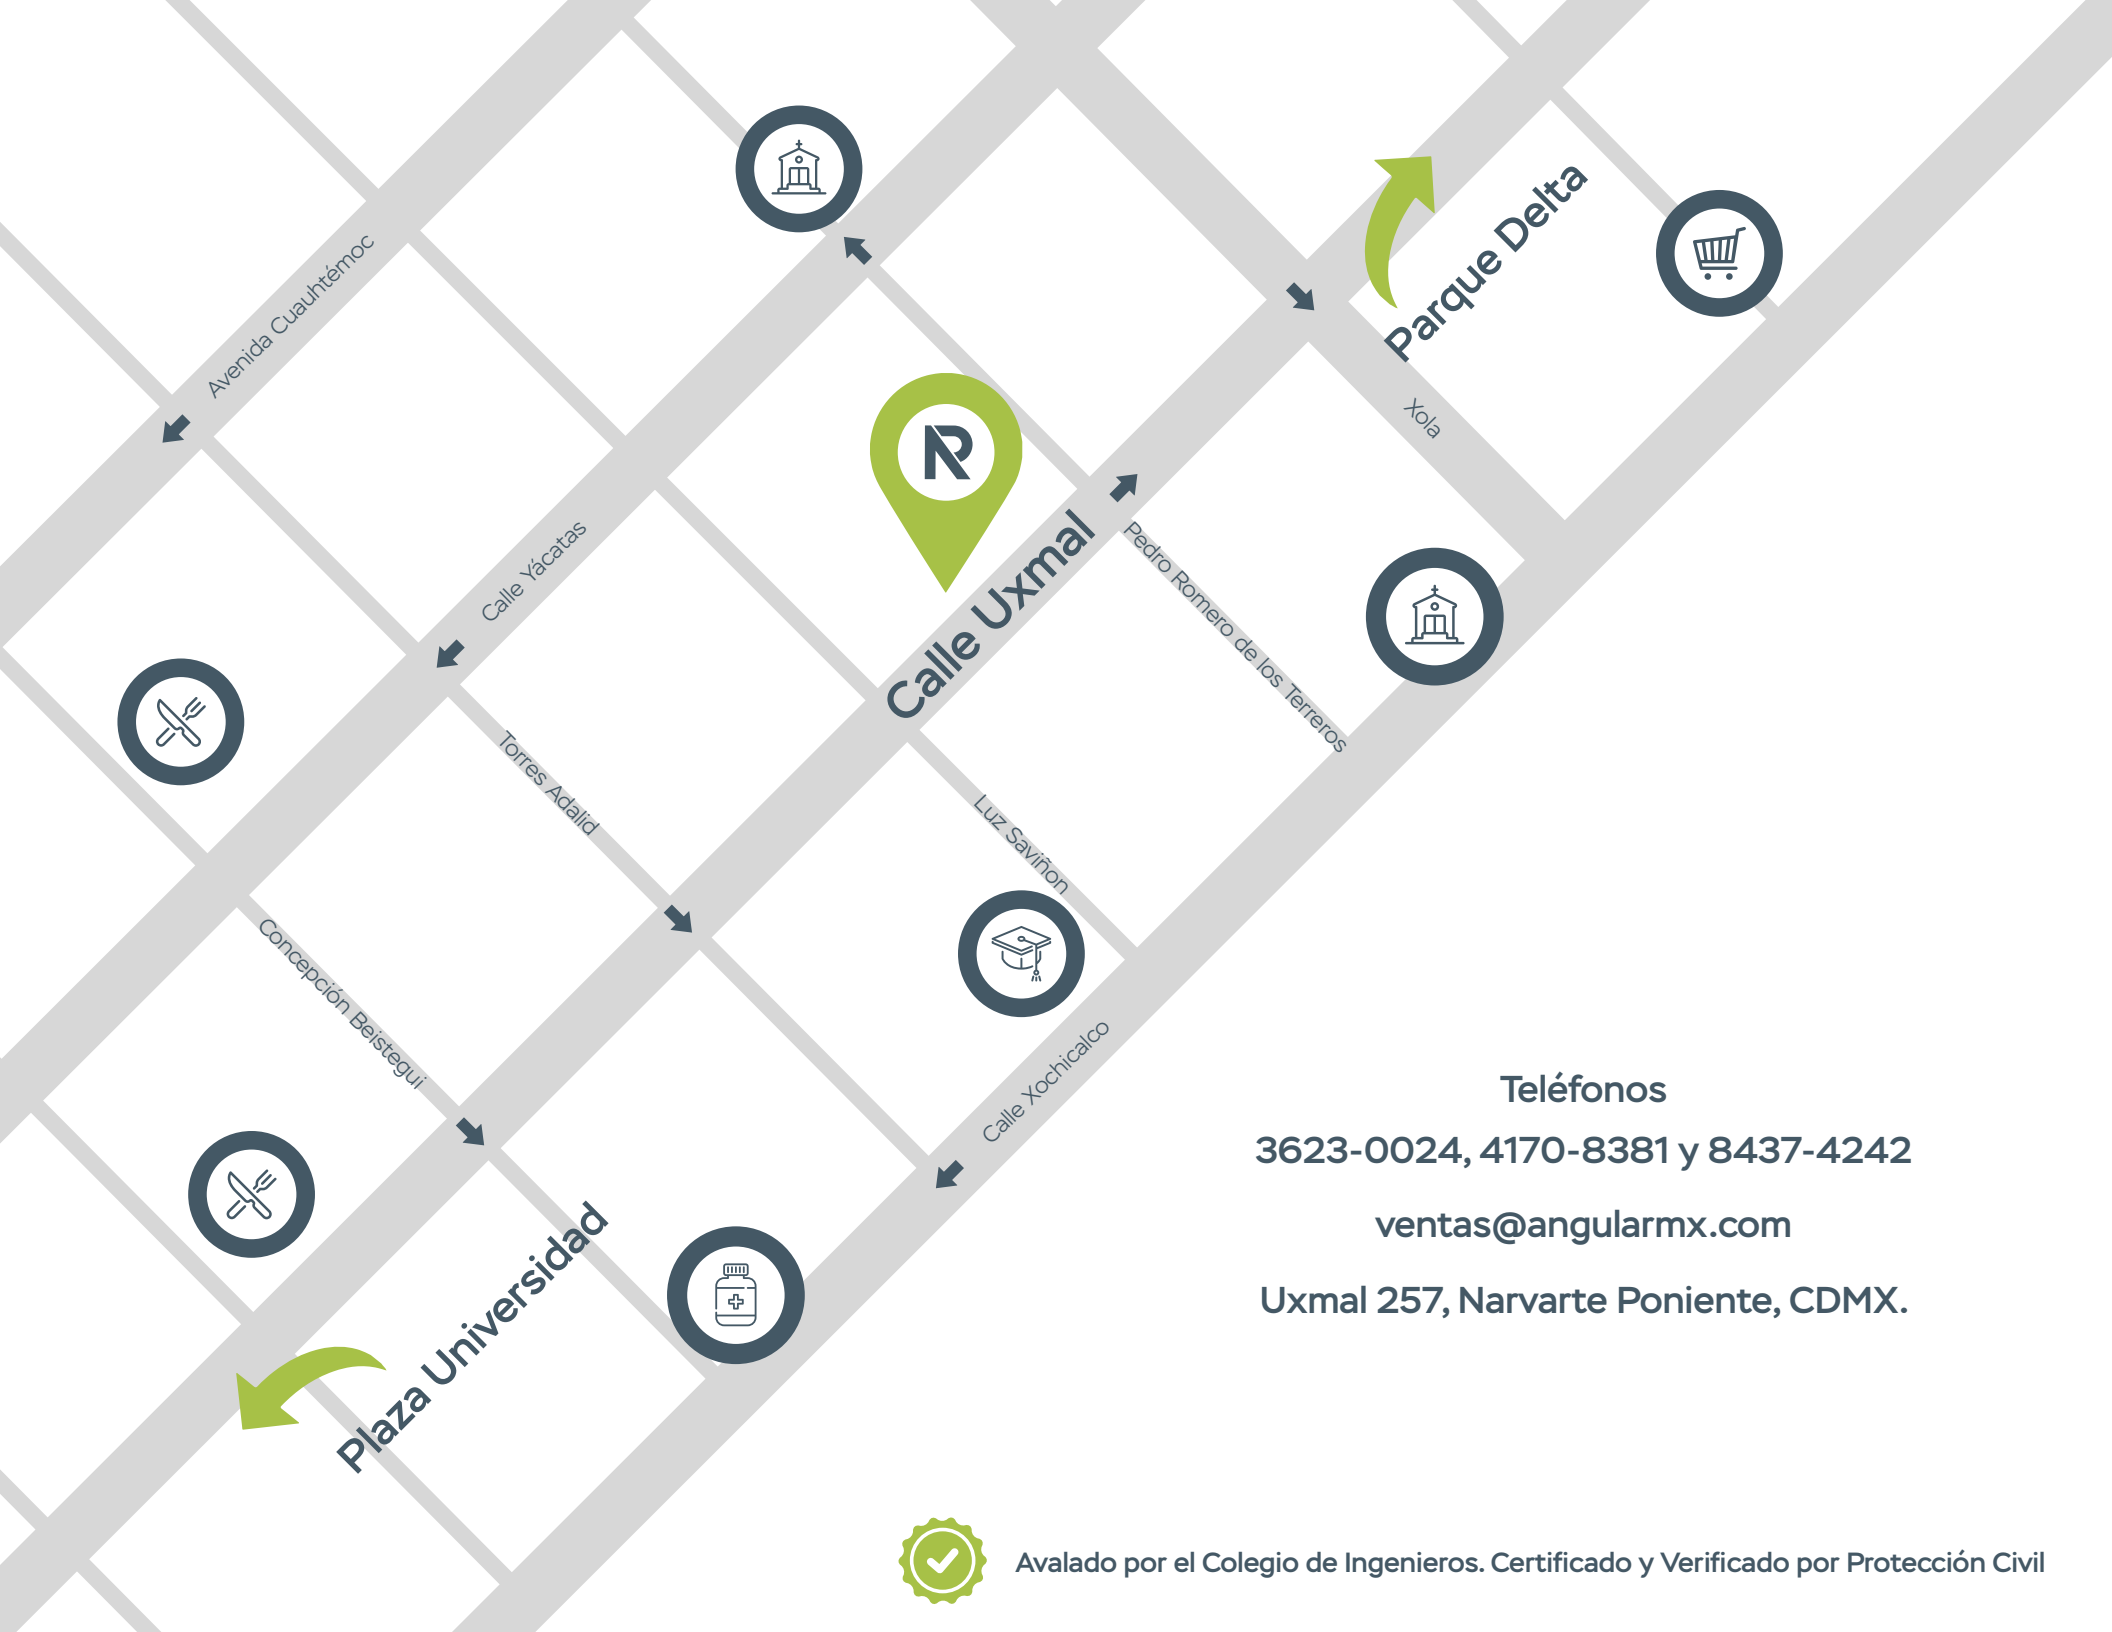 Avenida Cuauhtémoc
Parque Delta
Xola
Calle Yácatas
Calle Uxmal
Pedro Romero de los Terreros
Torres Adalid
Luz Saviñon
Concepción Beistegui
Calle Xochicalco
Plaza Universidad
Teléfonos
3623-0024, 4170-8381 y 8437-4242
ventas@angularmx.com
Uxmal 257, Narvarte Poniente, CDMX.
Avalado por el Colegio de Ingenieros. Certificado y Verificado por Protección Civil